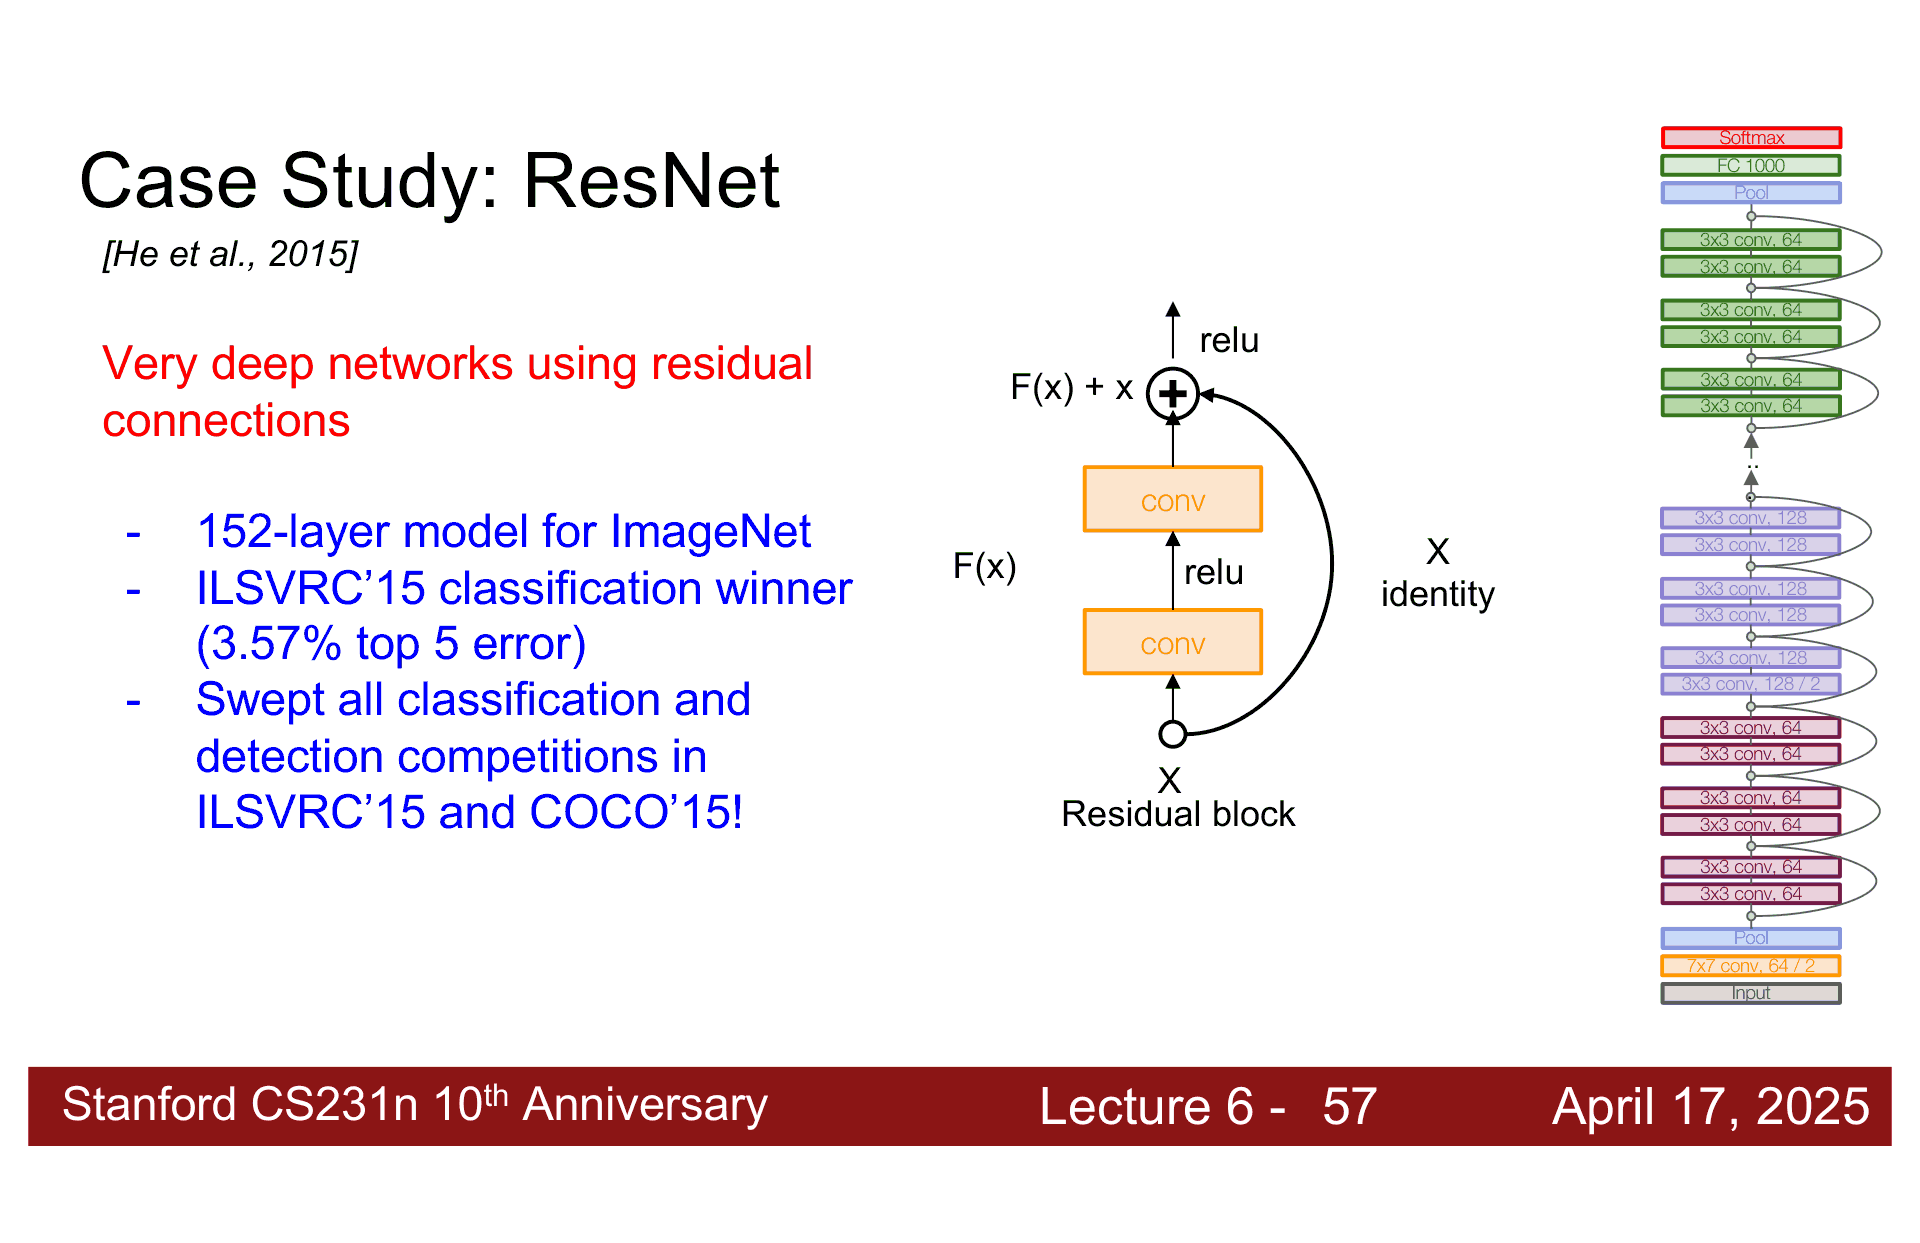 Case Study: ResNet
[He et al., 2015]
Very deep networks using residual
connections
- 152-layer model for ImageNet
- ILSVRC’15 classification winner
(3.57% top 5 error)
- Swept all classification and
detection competitions in
ILSVRC’15 and COCO’15!
relu
F(x) + x
conv
F(x)
relu
X
identity
conv
X
Residual block
Softmax
FC 1000
Pool
3x3 conv, 64
3x3 conv, 64
3x3 conv, 64
3x3 conv, 64
3x3 conv, 64
3x3 conv, 64
...
3x3 conv, 128
3x3 conv, 128
3x3 conv, 128
3x3 conv, 128
3x3 conv, 128
3x3 conv, 128 / 2
3x3 conv, 64
3x3 conv, 64
3x3 conv, 64
3x3 conv, 64
3x3 conv, 64
3x3 conv, 64
Pool
7x7 conv, 64 / 2
Input
Stanford CS231n 10th Anniversary
Lecture 6 - 57
April 17, 2025